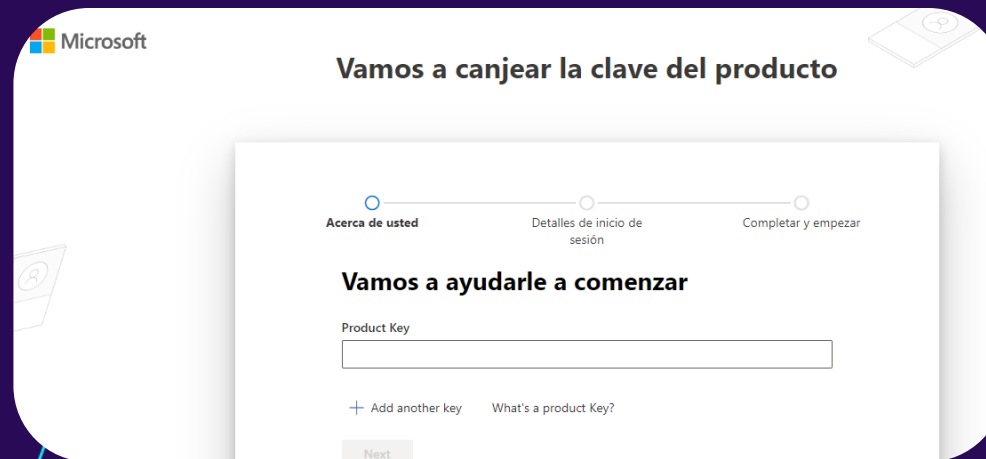 Microsoft
Vamos a canjear la clave del producto
Acerca de usted
Detalles de inicio de
sesión
Completar y empezar
Vamos a ayudarle a comenzar
Product Key
Add another key
What's a product Key?
Next